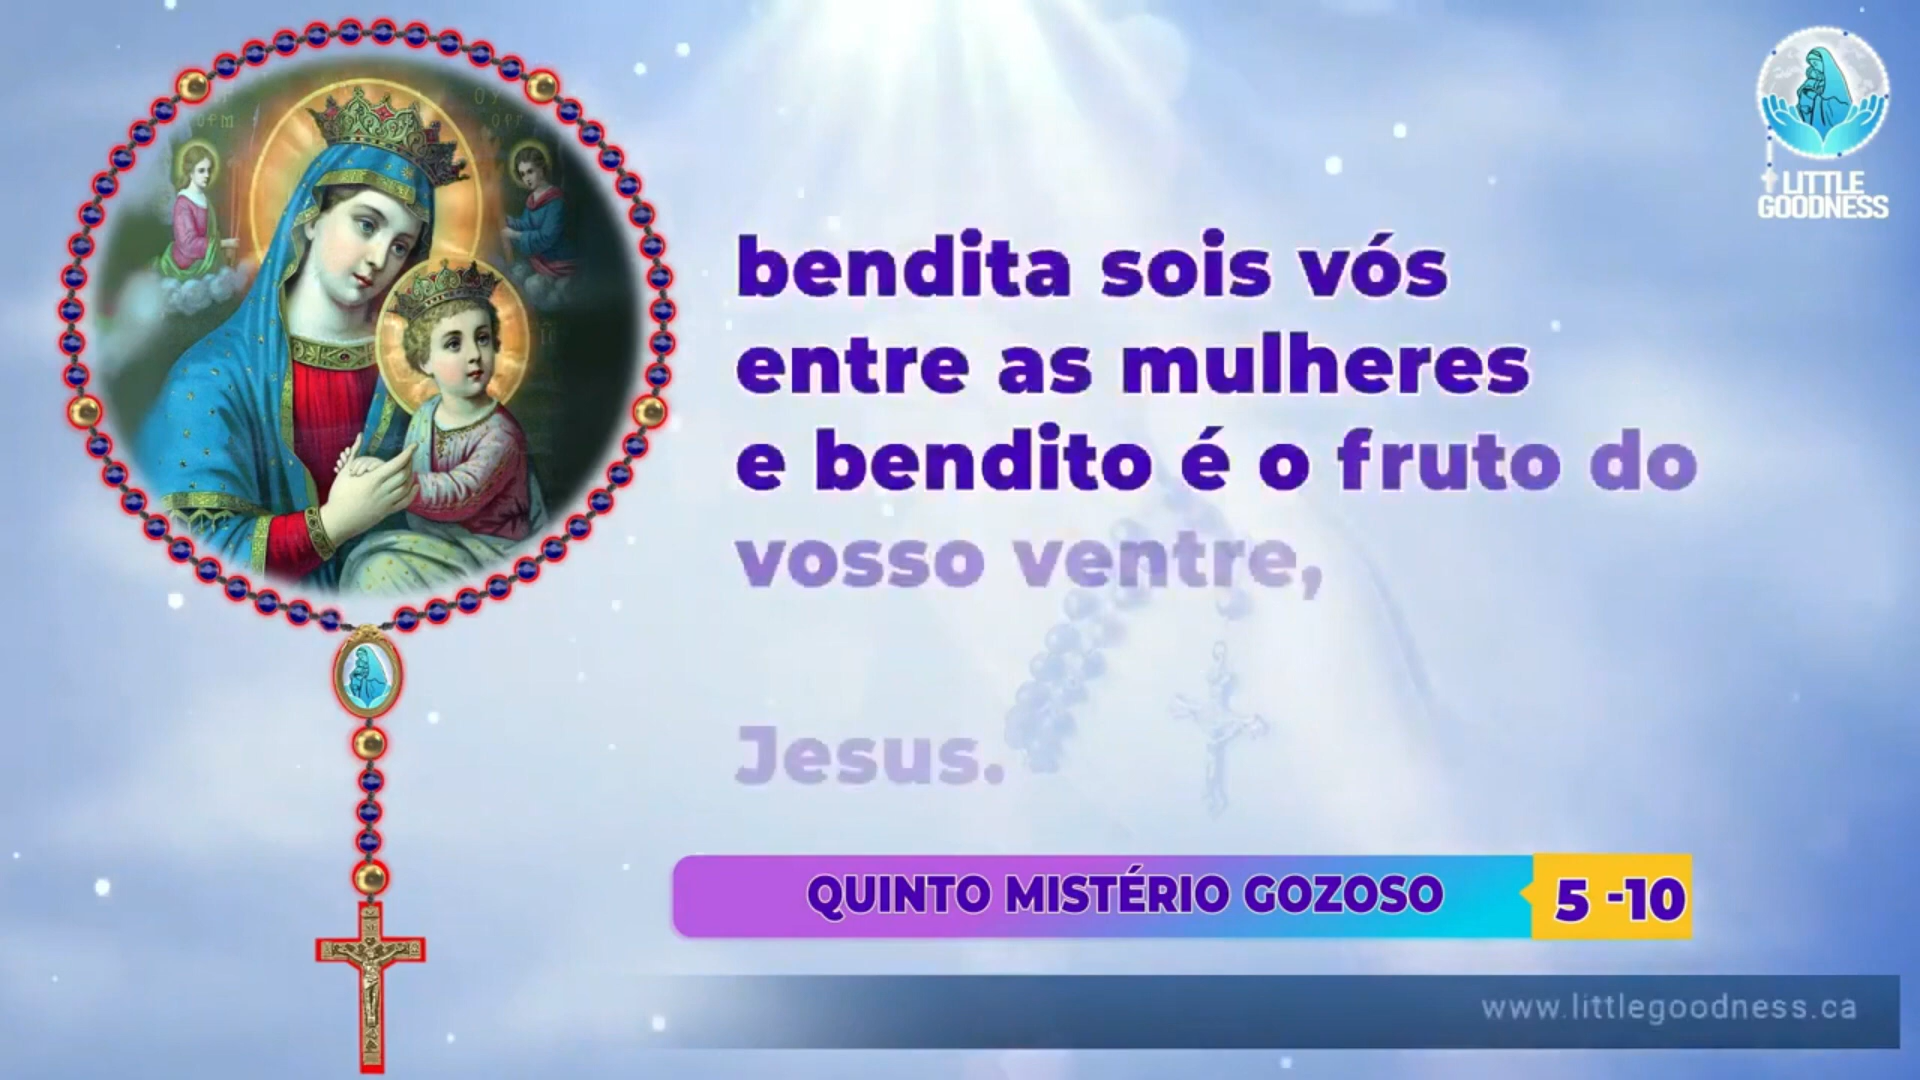 LITTLE
GOODNESS
bendita sois vós
entre as mulheres
e bendito é o fruto do
vosso ventre,
Jesus.
QUINTO MISTÉRIO GOZOSO
5 -10
www.littlegoodness.ca